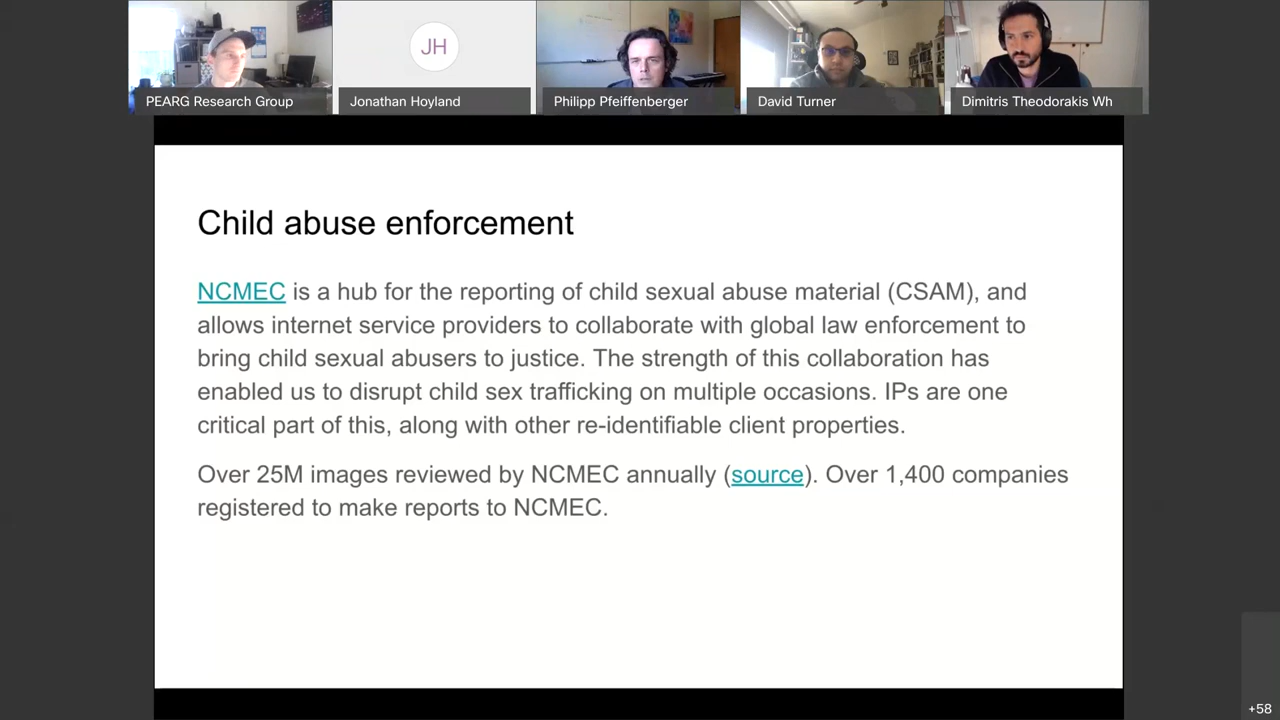 JH
PEARG Research Group
Jonathan Hoyland
Philipp Pfeiffenberger
David Turner
Dimitris Theodorakis Wh
Child abuse enforcement
NCMEC is a hub for the reporting of child sexual abuse material (CSAM), and
allows internet service providers to collaborate with global law enforcement to
bring child sexual abusers to justice. The strength of this collaboration has
enabled us to disrupt child sex trafficking on multiple occasions. IPs are one
critical part of this, along with other re-identifiable client properties.
Over 25M images reviewed by NCMEC annually (source). Over 1,400 companies
registered to make reports to NCMEC.
+58